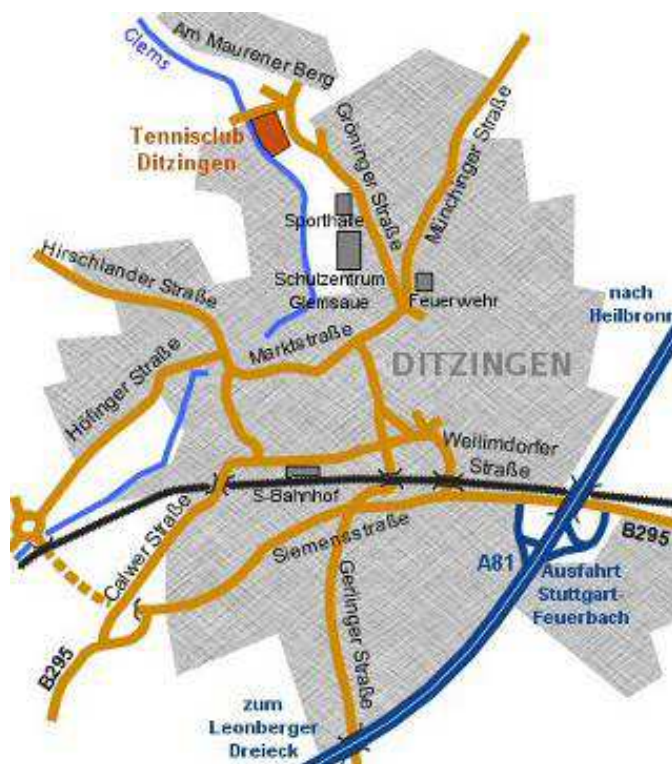 Am Maurener Berg
Glems
Tennisclub
Ditzingen
Gröninger Straße
Münchinger Straße
Sporthalle
Schulzentrum
Glemsaue
Feuerwehr
Hirschlander Straße
nach
Heilbronn
Marktstraße
DITZINGEN
Höfinger Straße
Weilimdorfer
Straße
S-Bahnhof
Calwer Straße
Siemensstraße
B295
A81
Ausfahrt
Stuttgart-
Feuerbach
Gerlinger Straße
B295
zum
Leonberger
Dreieck